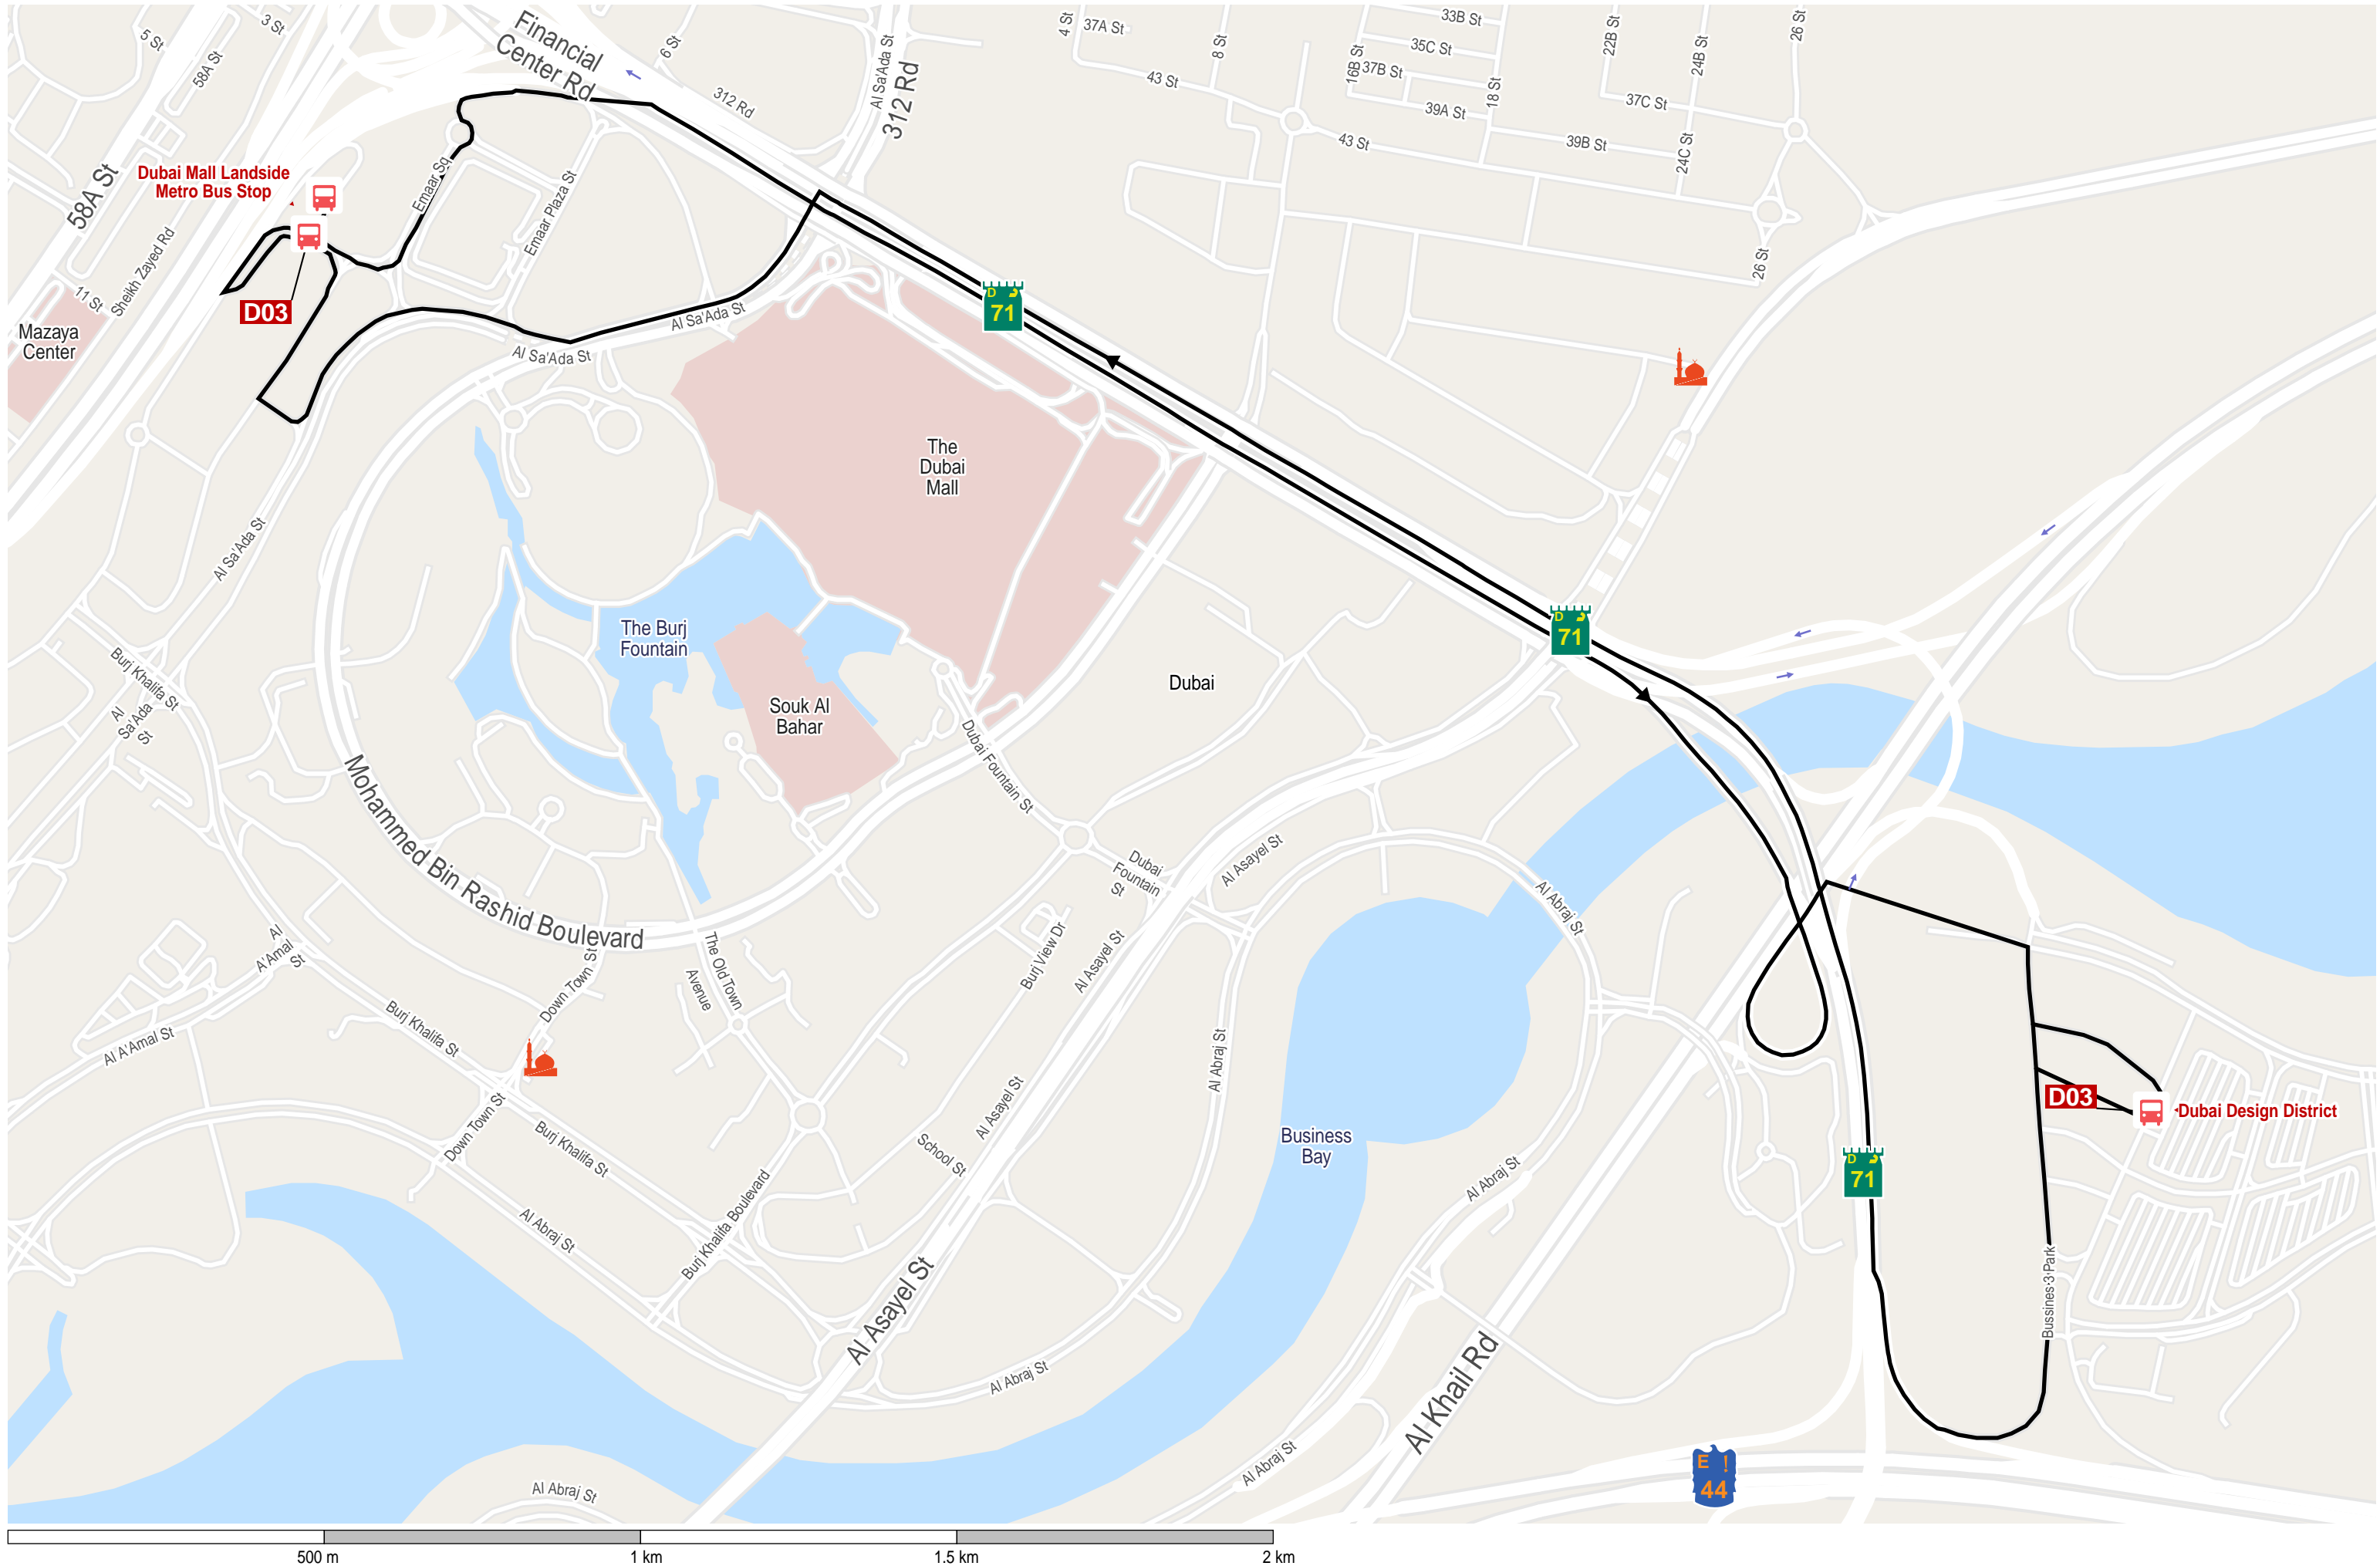 5 St
3 St
58A St
Financial
Center Rd
6 St
312 Rd
Al Sa'Ada St
312 Rd
4 St
37A St
8 St
43 St
33B St
35C St
16B St
37B St
39A St
18 St
43 St
22B St
24B St
26 St
37C St
39B St
24C St
26 St
58A St
Dubai Mall Landside
Metro Bus Stop
Emaar Sq
Emaar Plaza St
Sheikh Zayed Rd
11 St
D03
Mazaya
Center
Al Sa'Ada St
Al Sa'Ada St
D
71
The
Dubai
Mall
Al Sa'Ada St
The Burj
Fountain
Souk Al
Bahar
Dubai
D
71
Burj Khalifa St
Al
Sa'Ada
St
Mohammed Bin Rashid Boulevard
Dubai Fountain St
Dubai
Fountain
St
Al Asayel St
Al Abraj St
Al
A'Amal
St
Al A'Amal St
Burj Khalifa St
Down Town St
The Old Town
Avenue
Burj View Dr
Al Asayel St
Al Abraj St
Down Town St
Burj Khalifa St
Al Asayel St
School St
Business
Bay
Al Abraj St
D03
Dubai Design District
D
71
Al Abraj St
Burj Khalifa Boulevard
Al Asayel St
Al Abraj St
Al Khail Rd
Bussines 3 Park
Al Abraj St
Al Abraj St
E
44
500 m
1 km
1.5 km
2 km